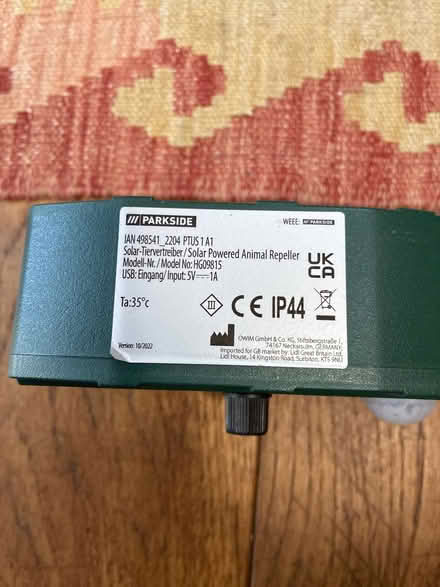 /// PARKSIDE
WEEE: /// PARKSIDE
IAN 498541_2204 PTUS 1 A1
Solar-Tiervertreiber / Solar Powered Animal Repeller
Modell-Nr. / Model No: HG09815
USB: Eingang/ Input: 5V⎓1A
UK
CA
Ta:35°c
III
CE IP44
OWIM GmbH & Co. KG, Stiftsbergstraße 1,
74167 Neckarsulm, GERMANY
Imported for GB market by: Lidl Great Britain Ltd,
Lidl House, 14 Kingston Road, Surbiton, KT5 9NU
Version: 10/2022